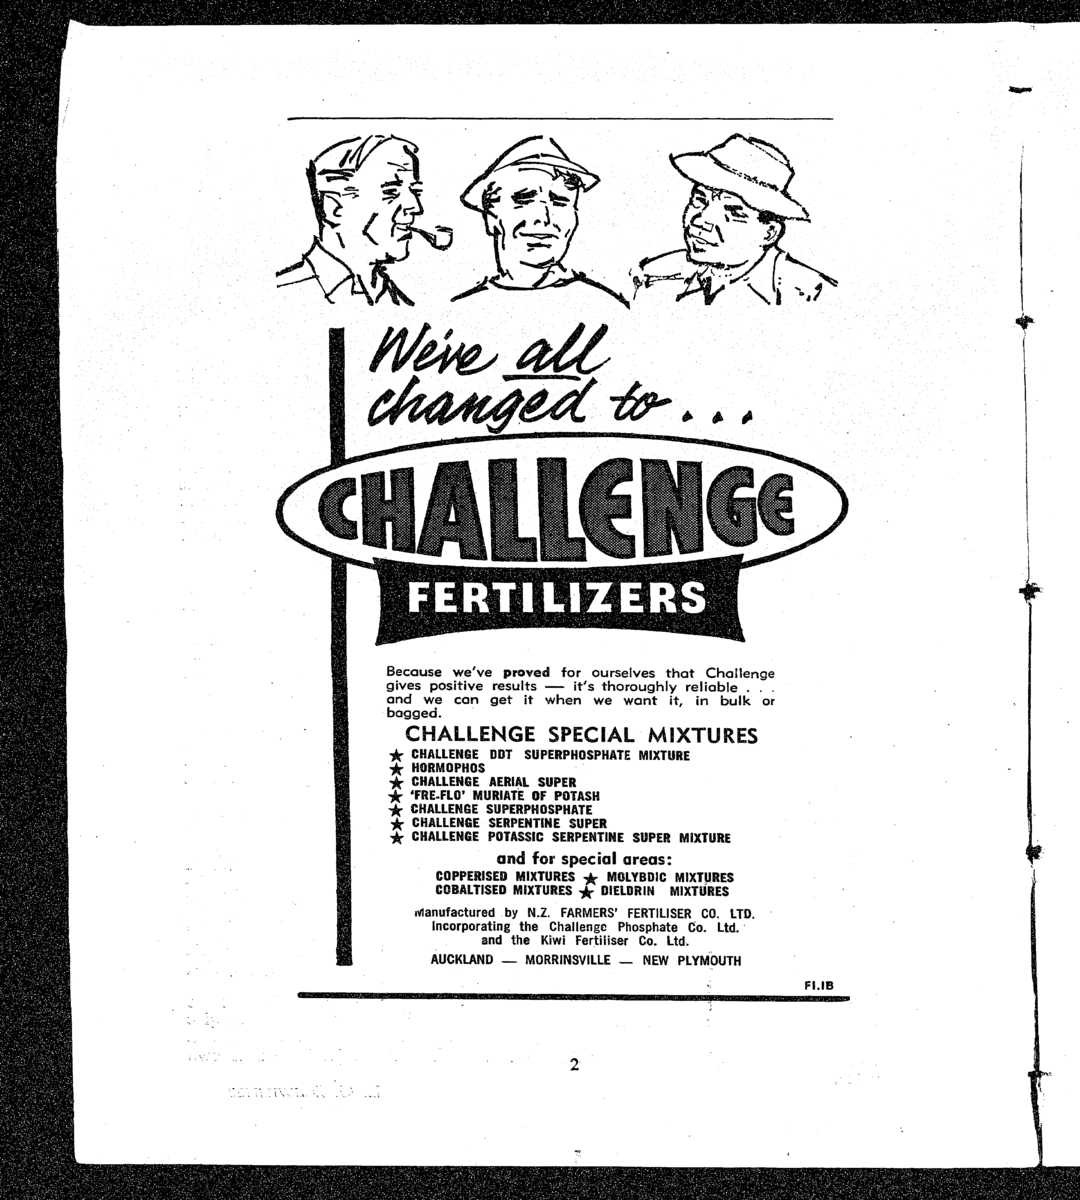 We've all
changed to . . .
CHALLENGE
FERTILIZERS
Because we've proved for ourselves that Challenge
gives positive results — it's thoroughly reliable . . .
and we can get it when we want it, in bulk or
bagged.
CHALLENGE SPECIAL MIXTURES
★ CHALLENGE DDT SUPERPHOSPHATE MIXTURE
★ HORMOPHOS
★ CHALLENGE AERIAL SUPER
★ 'FRE-FLO' MURIATE OF POTASH
★ CHALLENGE SUPERPHOSPHATE
★ CHALLENGE SERPENTINE SUPER
★ CHALLENGE POTASSIC SERPENTINE SUPER MIXTURE
and for special areas:
COPPERISED MIXTURES ★ MOLYBDIC MIXTURES
COBALTISED MIXTURES ★ DIELDRIN MIXTURES
Manufactured by N.Z. FARMERS' FERTILISER CO. LTD.
Incorporating the Challenge Phosphate Co. Ltd.
and the Kiwi Fertiliser Co. Ltd.
AUCKLAND — MORRINSVILLE — NEW PLYMOUTH
F1.1B
2